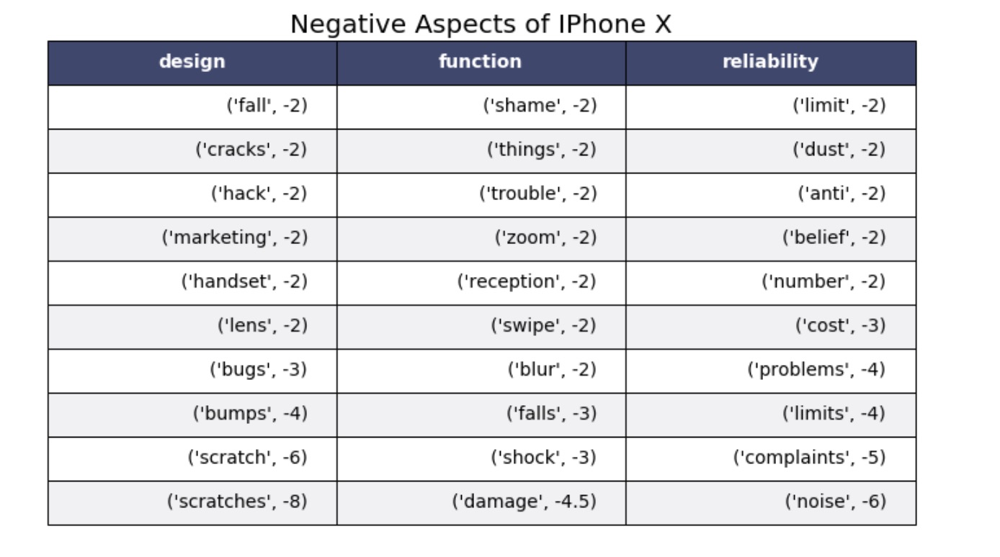 Negative Aspects of IPhone X
design function reliability
('fall', -2) ('shame', -2) ('limit', -2)
('cracks', -2) ('things', -2) ('dust', -2)
('hack', -2) ('trouble', -2) ('anti', -2)
('marketing', -2) ('zoom', -2) ('belief', -2)
('handset', -2) ('reception', -2) ('number', -2)
('lens', -2) ('swipe', -2) ('cost', -3)
('bugs', -3) ('blur', -2) ('problems', -4)
('bumps', -4) ('falls', -3) ('limits', -4)
('scratch', -6) ('shock', -3) ('complaints', -5)
('scratches', -8) ('damage', -4.5) ('noise', -6)